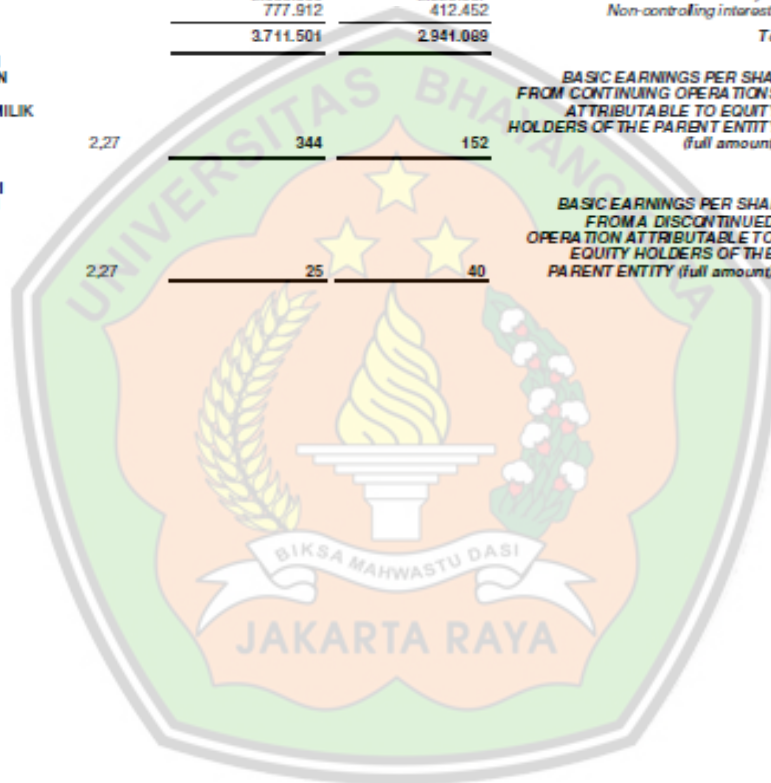 777.912 412.452 Non-controlling interest
3.711.501 2.941.089
BASIC EARNINGS PER SHA
FROM CONTINUING OPERATIONS
MILIK ATTRIBUTABLE TO EQUITY
HOLDERS OF THE PARENT ENTITY
2,27 344 152 (full amount
BASIC EARNINGS PER SHA
FROM A DISCONTINUED
OPERATION ATTRIBUTABLE TO
EQUITY HOLDERS OF THE
2,27 25 40 PARENT ENTITY (full amount
UNIVERSITAS BHAYANGKARA
BIKSA MAHWASTU DASI
JAKARTA RAYA